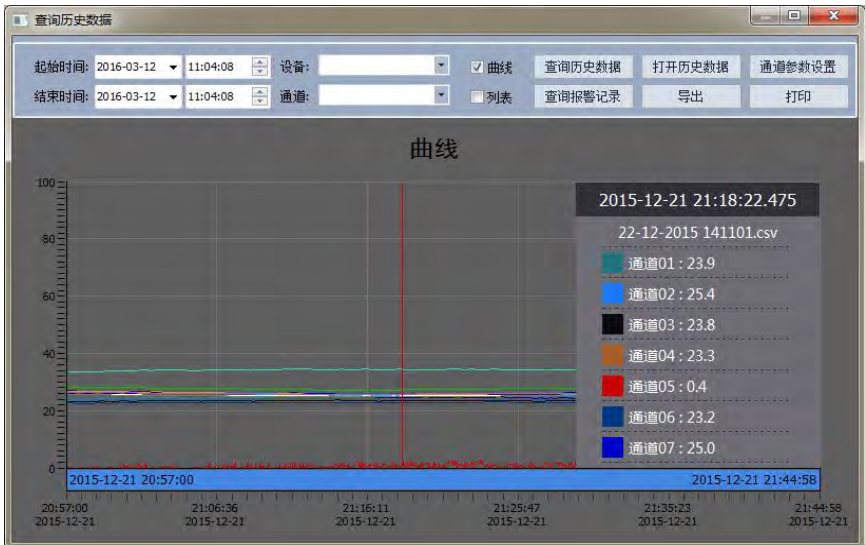 查询历史数据
起始时间: 2016-03-12 11:04:08 设备: 曲线 查询历史数据 打开历史数据 通道参数设置
结束时间: 2016-03-12 11:04:08 通道: 列表 查询报警记录 导出 打印
曲线
100
80
60
40
20
0
2015-12-21 21:18:22.475
22-12-2015 141101.csv
通道01 : 23.9
通道02 : 25.4
通道03 : 23.8
通道04 : 23.3
通道05 : 0.4
通道06 : 23.2
通道07 : 25.0
2015-12-21 20:57:00 2015-12-21 21:44:58
20:57:00 21:06:36 21:16:11 21:25:47 21:35:23 21:44:58
2015-12-21 2015-12-21 2015-12-21 2015-12-21 2015-12-21 2015-12-21